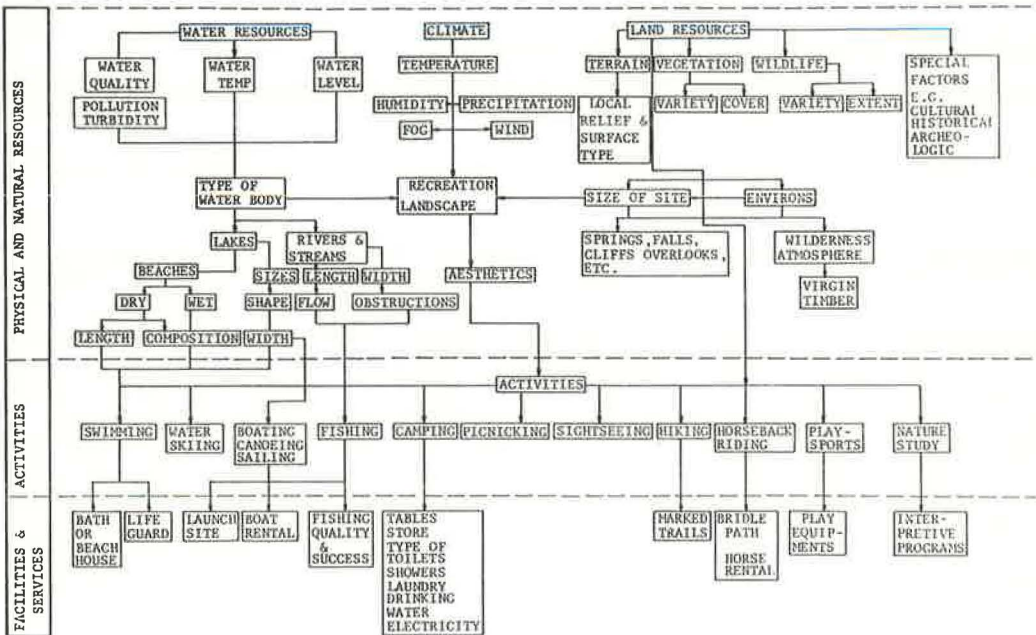 PHYSICAL AND NATURAL RESOURCES
WATER RESOURCES
CLIMATE
LAND RESOURCES
WATER
QUALITY
WATER
TEMP
WATER
LEVEL
TEMPERATURE
TERRAIN
VEGETATION
WILDLIFE
SPECIAL
FACTORS
E.G.
CULTURAL
HISTORICAL
ARCHEO-
LOGIC
POLLUTION
TURBIDITY
HUMIDITY
PRECIPITATION
LOCAL
RELIEF &
SURFACE
TYPE
VARIETY
COVER
VARIETY
EXTENT
FOG
WIND
TYPE OF
WATER BODY
RECREATION
LANDSCAPE
SIZE OF SITE
ENVIRONS
LAKES
RIVERS &
STREAMS
SPRINGS, FALLS,
CLIFFS OVERLOOKS,
ETC.
WILDERNESS
ATMOSPHERE
BEACHES
SIZES
LENGTH
WIDTH
AESTHETICS
VIRGIN
TIMBER
DRY
WET
SHAPE
FLOW
OBSTRUCTIONS
LENGTH
COMPOSITION
WIDTH
ACTIVITIES
ACTIVITIES
SWIMMING
WATER
SKIING
BOATING
CANOEING
SAILING
FISHING
CAMPING
PICNICKING
SIGHTSEEING
HIKING
HORSEBACK
RIDING
PLAY-
SPORTS
NATURE
STUDY
FACILITIES &
SERVICES
BATH
OR
BEACH
HOUSE
LIFE
GUARD
LAUNCH
SITE
BOAT
RENTAL
FISHING
QUALITY
&
SUCCESS
TABLES
STORE
TYPE OF
TOILETS
SHOWERS
LAUNDRY
DRINKING
WATER
ELECTRICITY
MARKED
TRAILS
BRIDLE
PATH
HORSE
RENTAL
PLAY
EQUIP-
MENTS
INTER-
PRETIVE
PROGRAMS